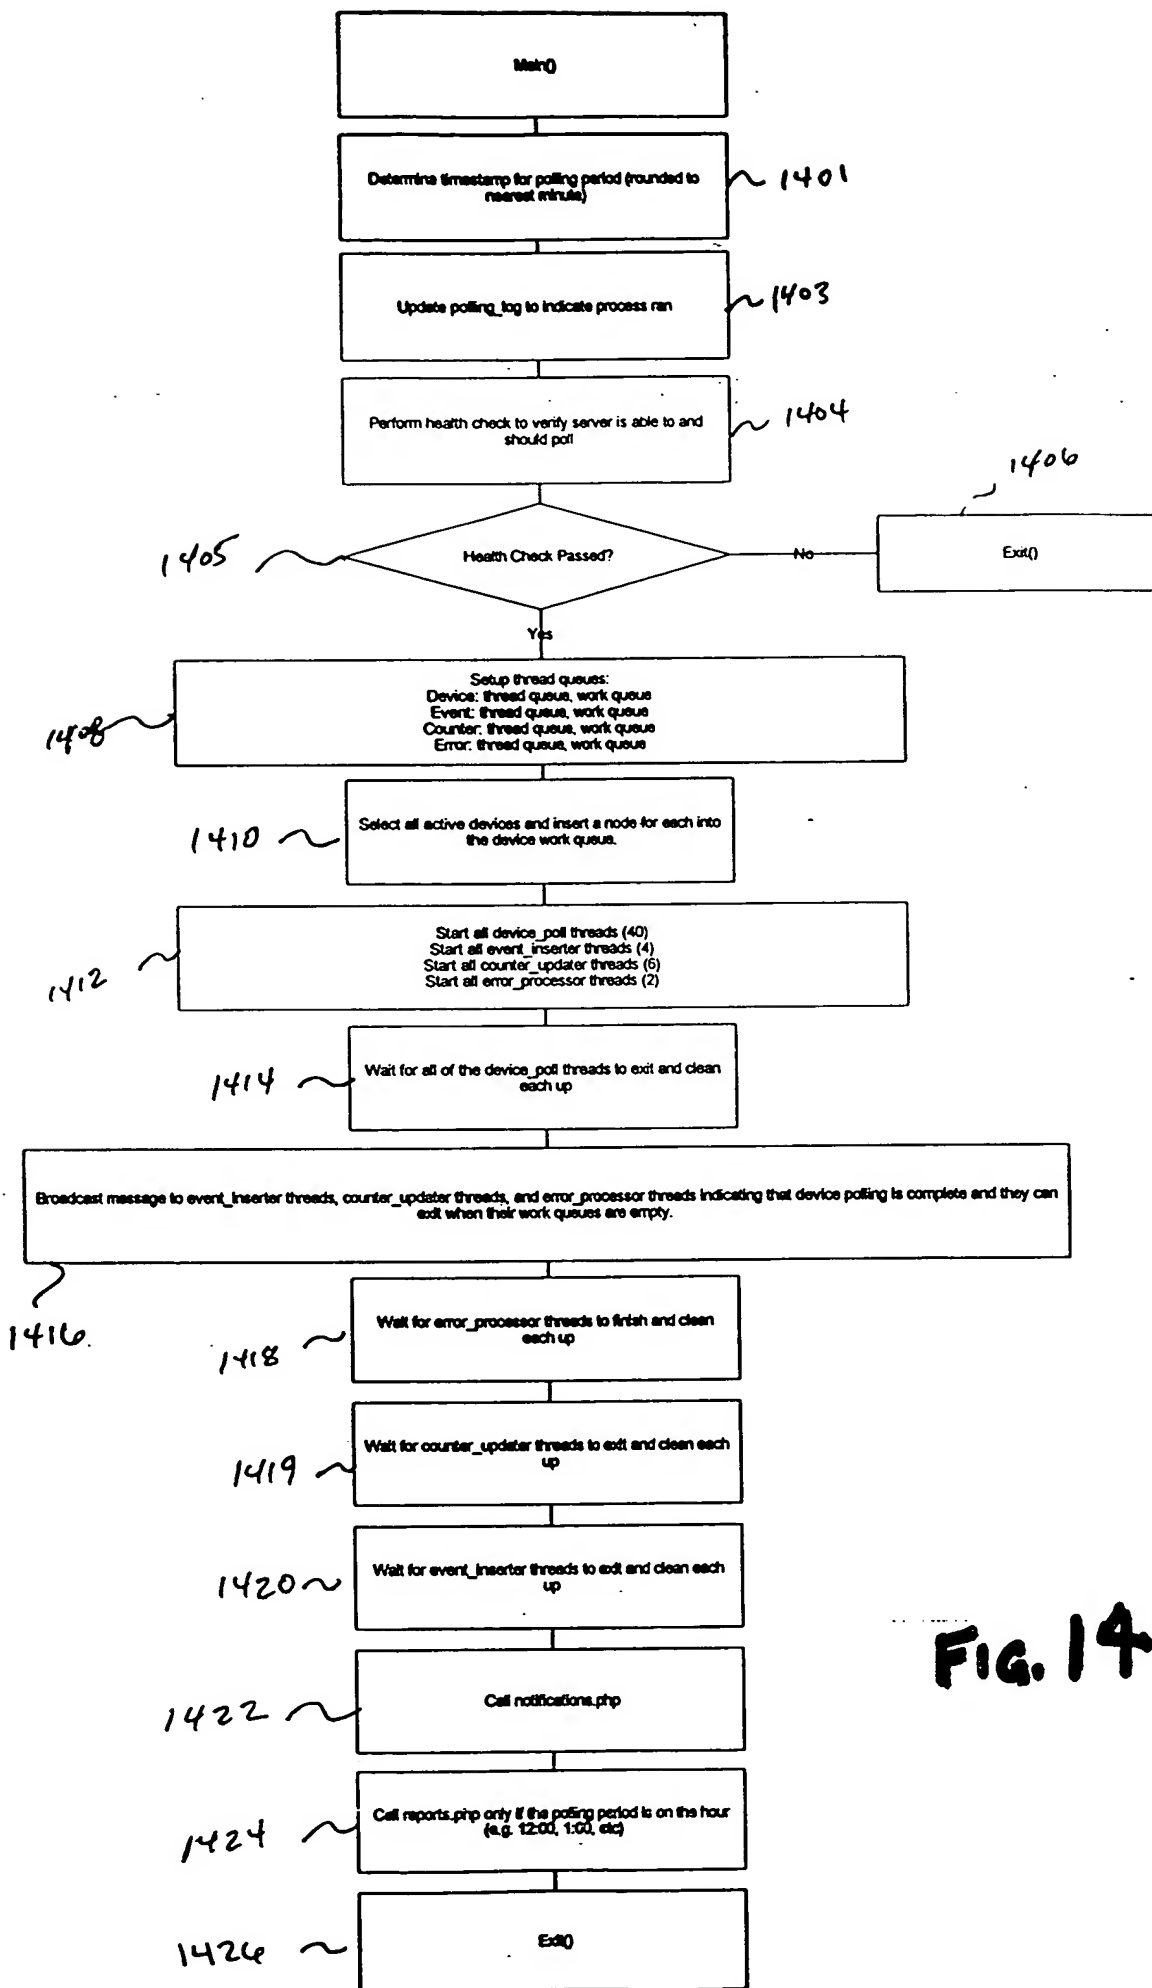 Main()
Determine timestamp for polling period (rounded to
nearest minute)
1401
Update polling_log to indicate process ran
1403
Perform health check to verify server is able to and
should poll
1404
1406
1405
Health Check Passed?
No
Exit()
Yes
Setup thread queues:
Device: thread queue, work queue
Event: thread queue, work queue
Counter: thread queue, work queue
Error: thread queue, work queue
1408
Select all active devices and insert a node for each into
the device work queue.
1410
Start all device_poll threads (40)
Start all event_inserter threads (4)
Start all counter_updater threads (6)
Start all error_processor threads (2)
1412
Wait for all of the device_poll threads to exit and clean
each up
1414
Broadcast message to event_inserter threads, counter_updater threads, and error_processor threads indicating that device polling is complete and they can
exit when their work queues are empty.
1416.
Wait for error_processor threads to finish and clean
each up
1418
Wait for counter_updater threads to exit and clean each
up
1419
Wait for event_inserter threads to exit and clean each
up
1420
FIG. 14
Call notifications.php
1422
Call reports.php only if the polling period is on the hour
(e.g. 12:00, 1:00, etc)
1424
Exit()
1426